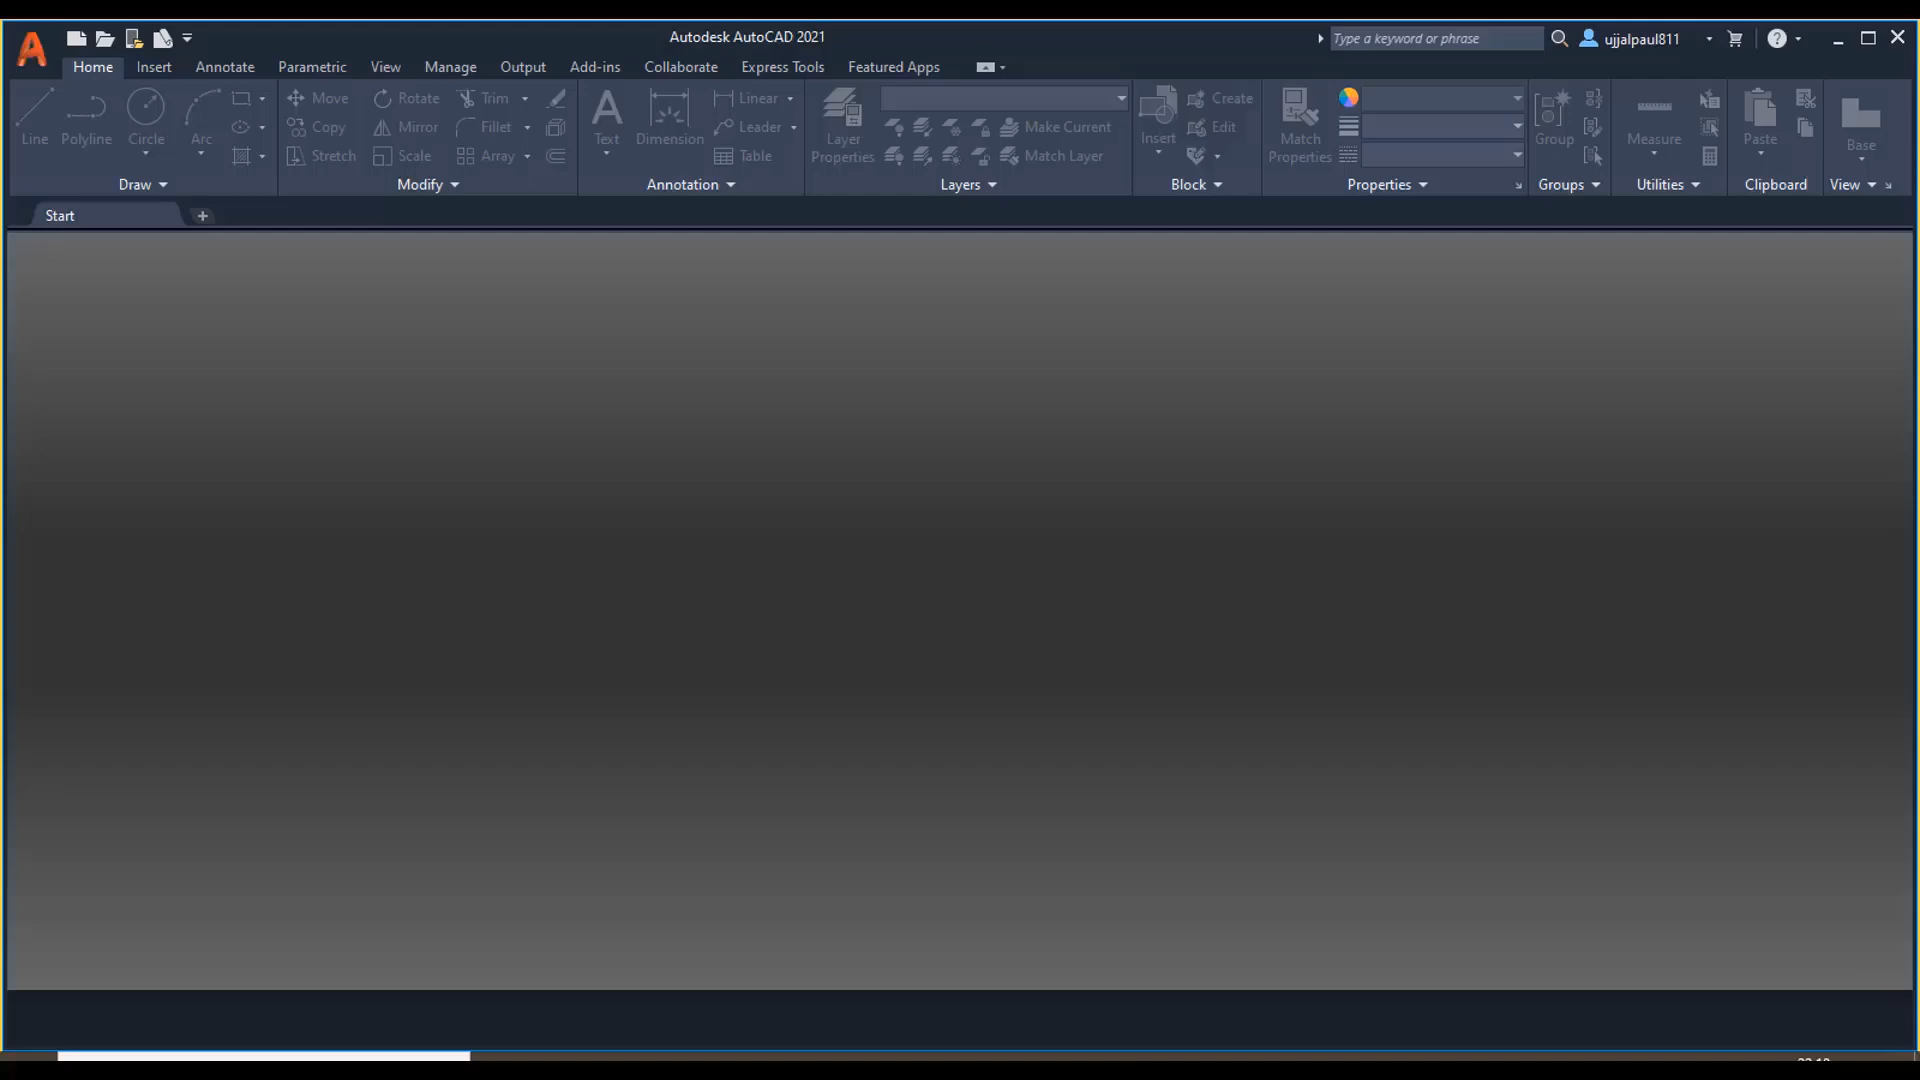 Autodesk AutoCAD 2021
Type a keyword or phrase
ujjalpaul811
Home Insert Annotate Parametric View Manage Output Add-ins Collaborate Express Tools Featured Apps
Line Polyline Circle Arc
Draw
Move Rotate Trim
Copy Mirror Fillet
Stretch Scale Array
Modify
Text Dimension
Linear
Leader
Table
Annotation
Layer Properties
Make Current
Match Layer
Layers
Insert
Create
Edit
Block
Match Properties
Properties
Group
Groups
Measure
Utilities
Paste
Clipboard
Base
View
Start